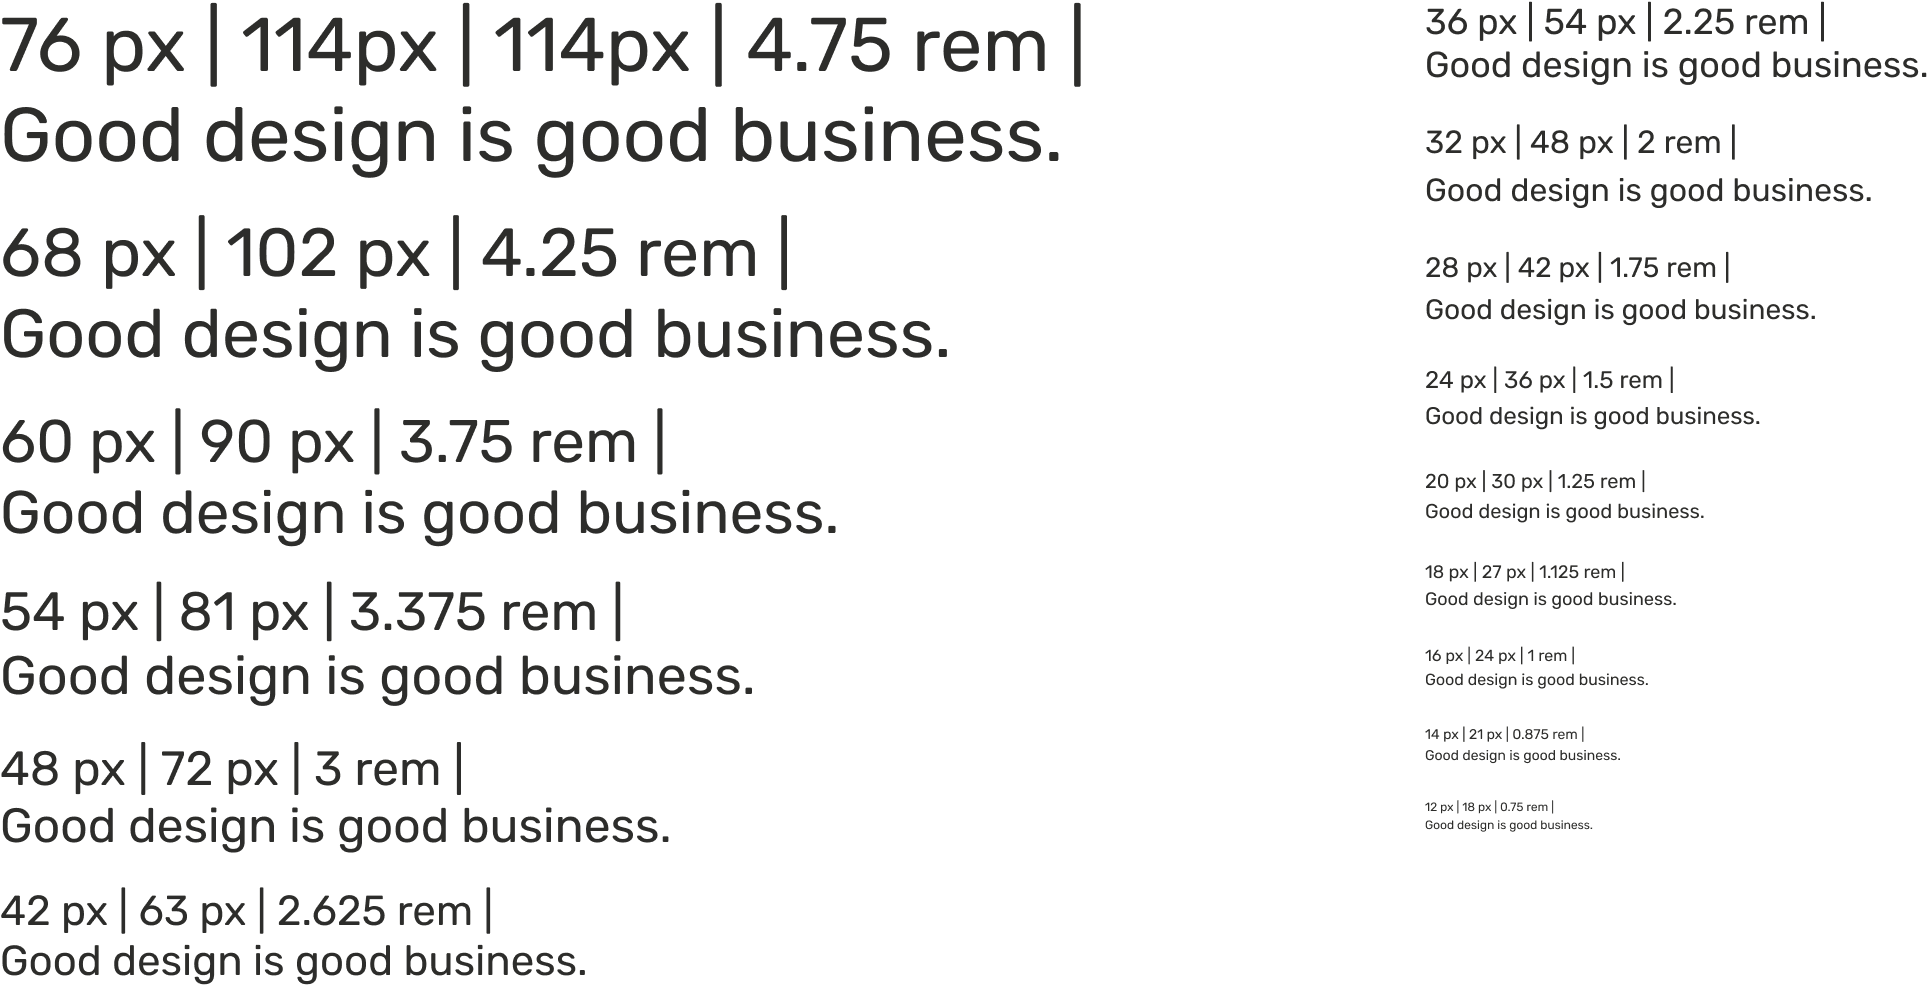 76 px | 114px | 114px | 4.75 rem |
Good design is good business.
68 px | 102 px | 4.25 rem |
Good design is good business.
60 px | 90 px | 3.75 rem |
Good design is good business.
54 px | 81 px | 3.375 rem |
Good design is good business.
48 px | 72 px | 3 rem |
Good design is good business.
42 px | 63 px | 2.625 rem |
Good design is good business.
36 px | 54 px | 2.25 rem |
Good design is good business.
32 px | 48 px | 2 rem |
Good design is good business.
28 px | 42 px | 1.75 rem |
Good design is good business.
24 px | 36 px | 1.5 rem |
Good design is good business.
20 px | 30 px | 1.25 rem |
Good design is good business.
18 px | 27 px | 1.125 rem |
Good design is good business.
16 px | 24 px | 1 rem |
Good design is good business.
14 px | 21 px | 0.875 rem |
Good design is good business.
12 px | 18 px | 0.75 rem |
Good design is good business.